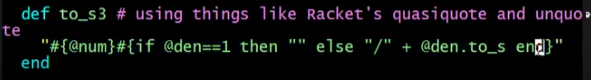 def to_s3 # using things like Racket's quasiquote and unquo
te
"#{@num}#{if @den==1 then "" else "/" + @den.to_s end}"
end